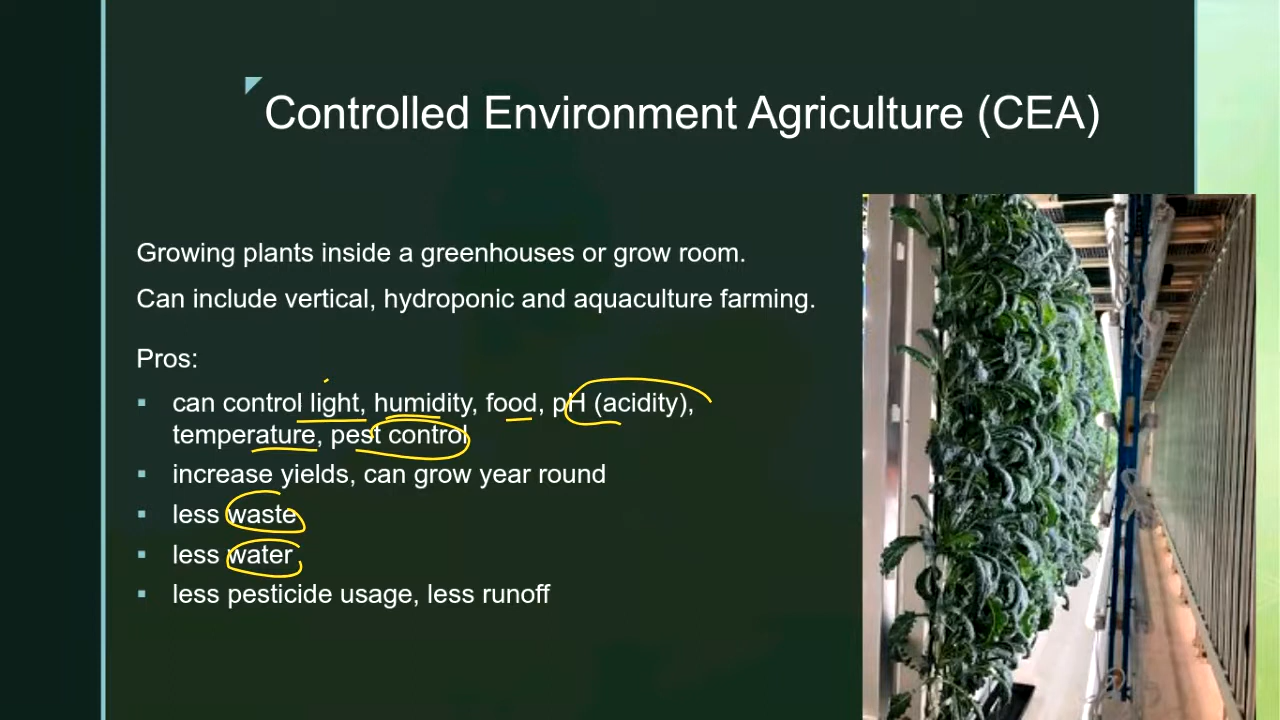 Controlled Environment Agriculture (CEA)
Growing plants inside a greenhouses or grow room.
Can include vertical, hydroponic and aquaculture farming.
Pros:
▪ can control light, humidity, food, pH (acidity),
temperature, pest control
▪ increase yields, can grow year round
▪ less waste
▪ less water
▪ less pesticide usage, less runoff